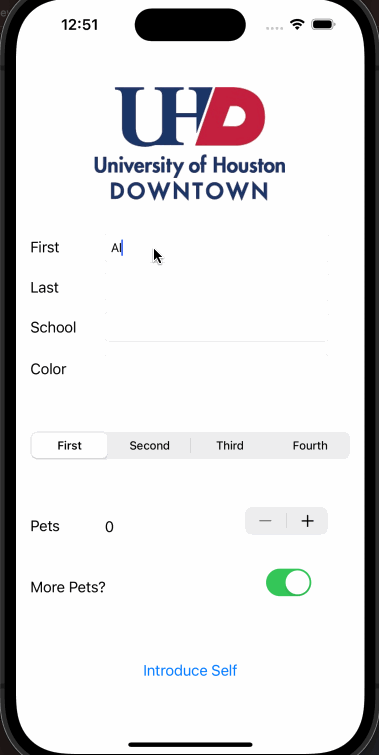 12:51
UHD
University of Houston
DOWNTOWN
First Al
Last
School
Color
First Second Third Fourth
Pets 0 − +
More Pets?
Introduce Self